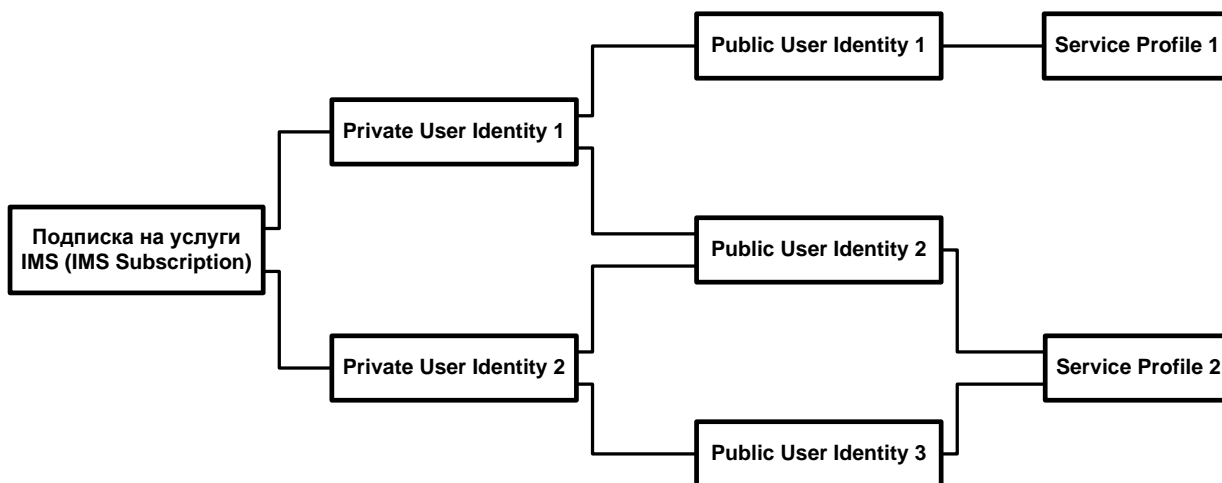 Public User Identity 1
Service Profile 1
Private User Identity 1
Подписка на услуги
IMS (IMS Subscription)
Public User Identity 2
Private User Identity 2
Service Profile 2
Public User Identity 3